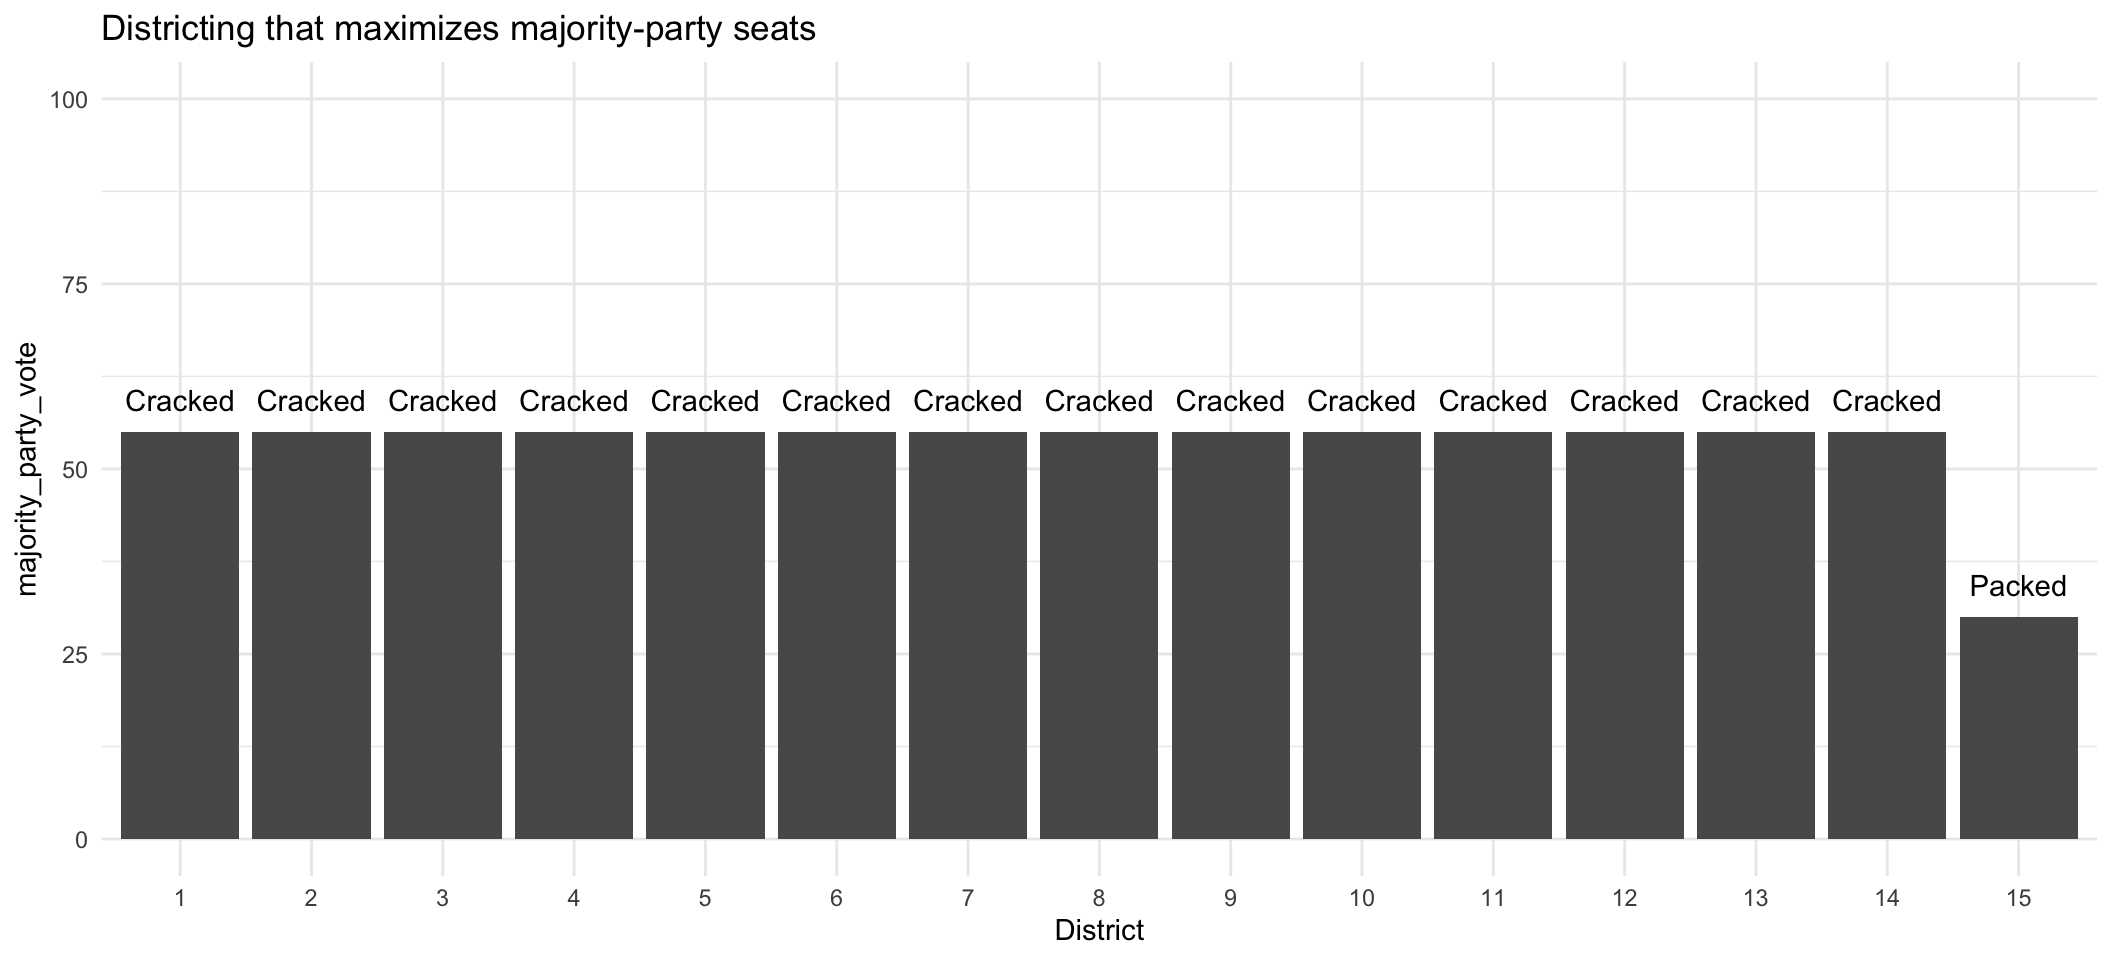 Districting that maximizes majority-party seats
100
75
50
25
0
majority_party_vote
Cracked Cracked Cracked Cracked Cracked Cracked Cracked Cracked Cracked Cracked Cracked Cracked Cracked Cracked
Packed
1 2 3 4 5 6 7 8 9 10 11 12 13 14 15
District